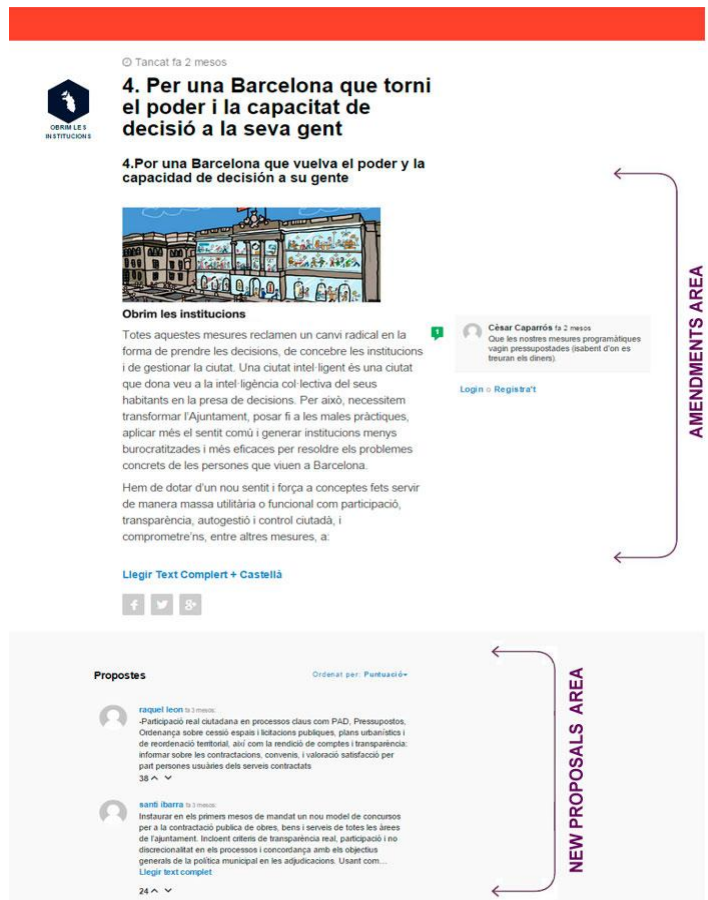 Tancat fa 2 mesos
4. Per una Barcelona que torni
el poder i la capacitat de
decisió a la seva gent
OBRIM LES
INSTITUCIONS
4.Por una Barcelona que vuelva el poder y la
capacidad de decisión a su gente
Obrim les institucions
Totes aquestes mesures reclamen un canvi radical en la
forma de prendre les decisions, de concebre les institucions
i de gestionar la ciutat. Una ciutat intel·ligent és una ciutat
que dona veu a la intel·ligència col·lectiva del seus
habitants en la presa de decisions. Per això, necessitem
transformar l'Ajuntament, posar fi a les males pràctiques,
aplicar més el sentit comú i generar institucions menys
burocratitzades i més eficaces per resoldre els problemes
concrets de les persones que viuen a Barcelona.
Hem de dotar d'un nou sentit i força a conceptes fets servir
de manera massa utilitària o funcional com participació,
transparència, autogestió i control ciutadà, i
comprometre'ns, entre altres mesures, a:
Llegir Text Complert + Castellà
1
Cèsar Caparrós fa 2 mesos
Que les nostres mesures programàtiques
vagin pressupostades (isabent d'on es
treuran els diners).
Login o Registra't
AMENDMENTS AREA
Propostes
Ordenat per: Puntuació
raquel leon fa 3 mesos:
-Participació real ciutadana en processos claus com PAD, Pressupostos,
Ordenança sobre cessió espais i licitacions publiques, plans urbanístics i
de reordenació territorial, així com la rendició de comptes i transparència:
informar sobre les contractacions, convenis, i valoració satisfacció per
part persones usuàries dels serveis contractats
38
santi ibarra fa 3 mesos:
Instaurar en els primers mesos de mandat un nou model de concursos
per a la contractació publica de obres, bens i serveis de totes les àrees
de l'ajuntament. Incloent criteris de transparència real, participació i no
discrecionalitat en els processos i concordança amb els objectius
generals de la política municipal en les adjudicacions. Usant com...
Llegir text complet
24
NEW PROPOSALS AREA